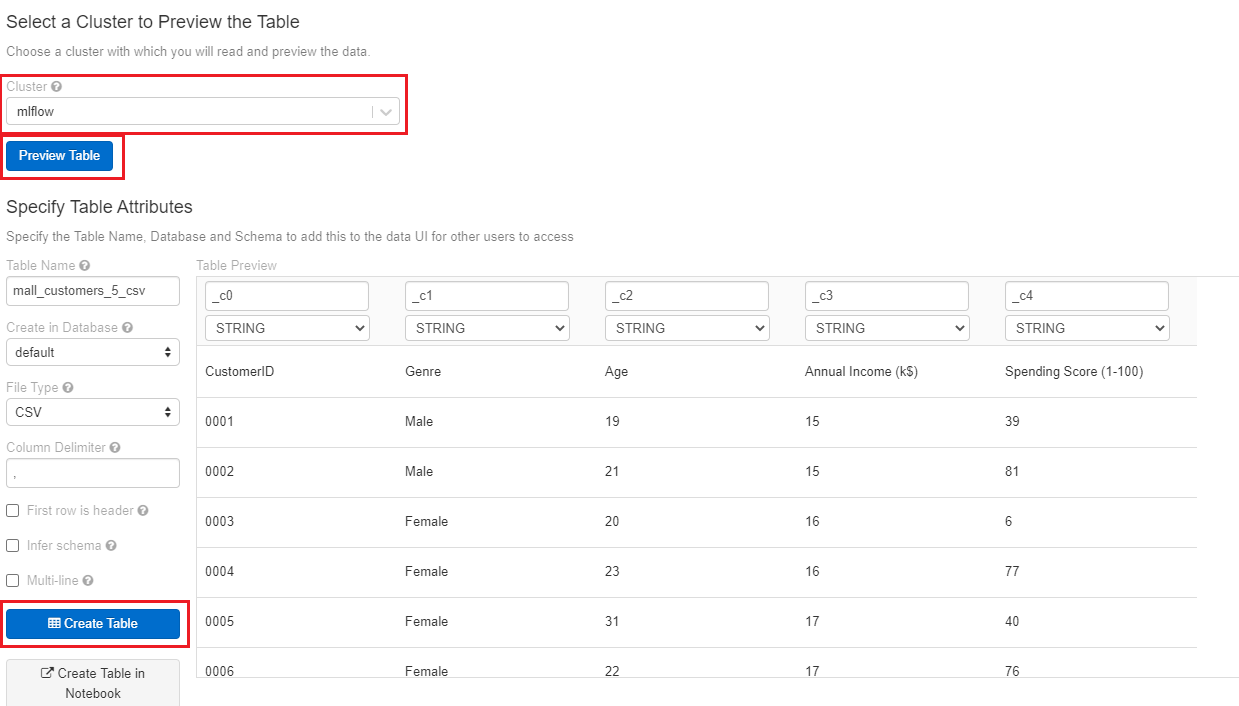 Select a Cluster to Preview the Table
Choose a cluster with which you will read and preview the data.
Cluster
mlflow
Preview Table
Specify Table Attributes
Specify the Table Name, Database and Schema to add this to the data UI for other users to access
Table Name
mall_customers_5_csv
Create in Database
default
File Type
CSV
Column Delimiter
,
First row is header
Infer schema
Multi-line
Create Table
Create Table in
Notebook
Table Preview
_c0 _c1 _c2 _c3 _c4
STRING STRING STRING STRING STRING
CustomerID Genre Age Annual Income (k$) Spending Score (1-100)
0001 Male 19 15 39
0002 Male 21 15 81
0003 Female 20 16 6
0004 Female 23 16 77
0005 Female 31 17 40
0006 Female 22 17 76